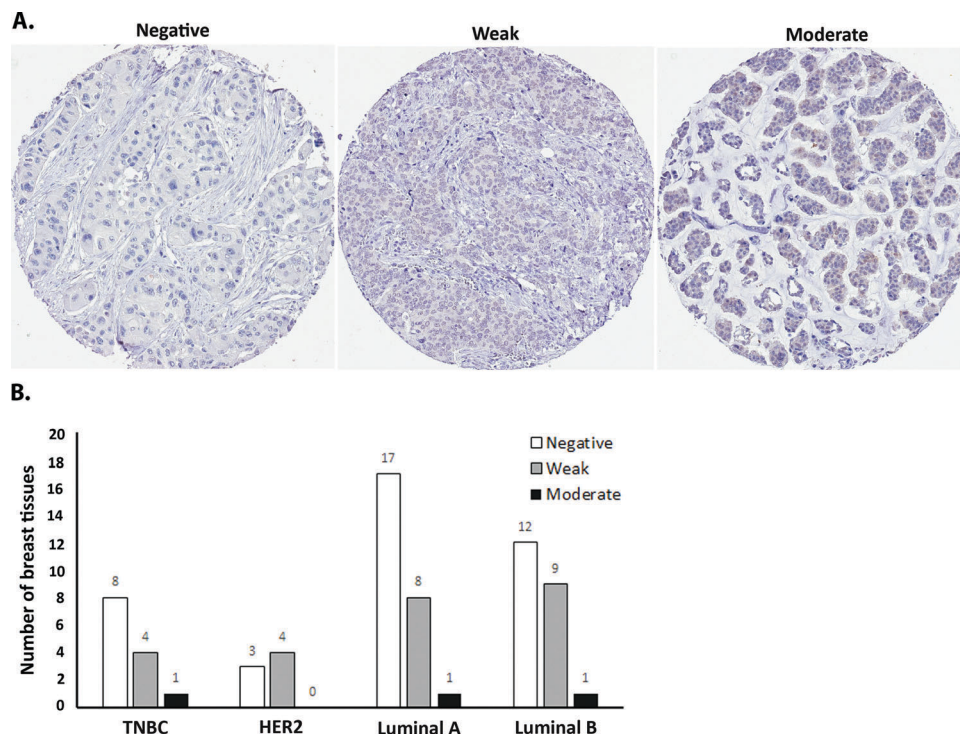 A.
Negative
Weak
Moderate
B.
Number of breast tissues
20
18
16
14
12
10
8
6
4
2
0
8
4
1
3
4
0
17
8
1
12
9
1
Negative
Weak
Moderate
TNBC
HER2
Luminal A
Luminal B